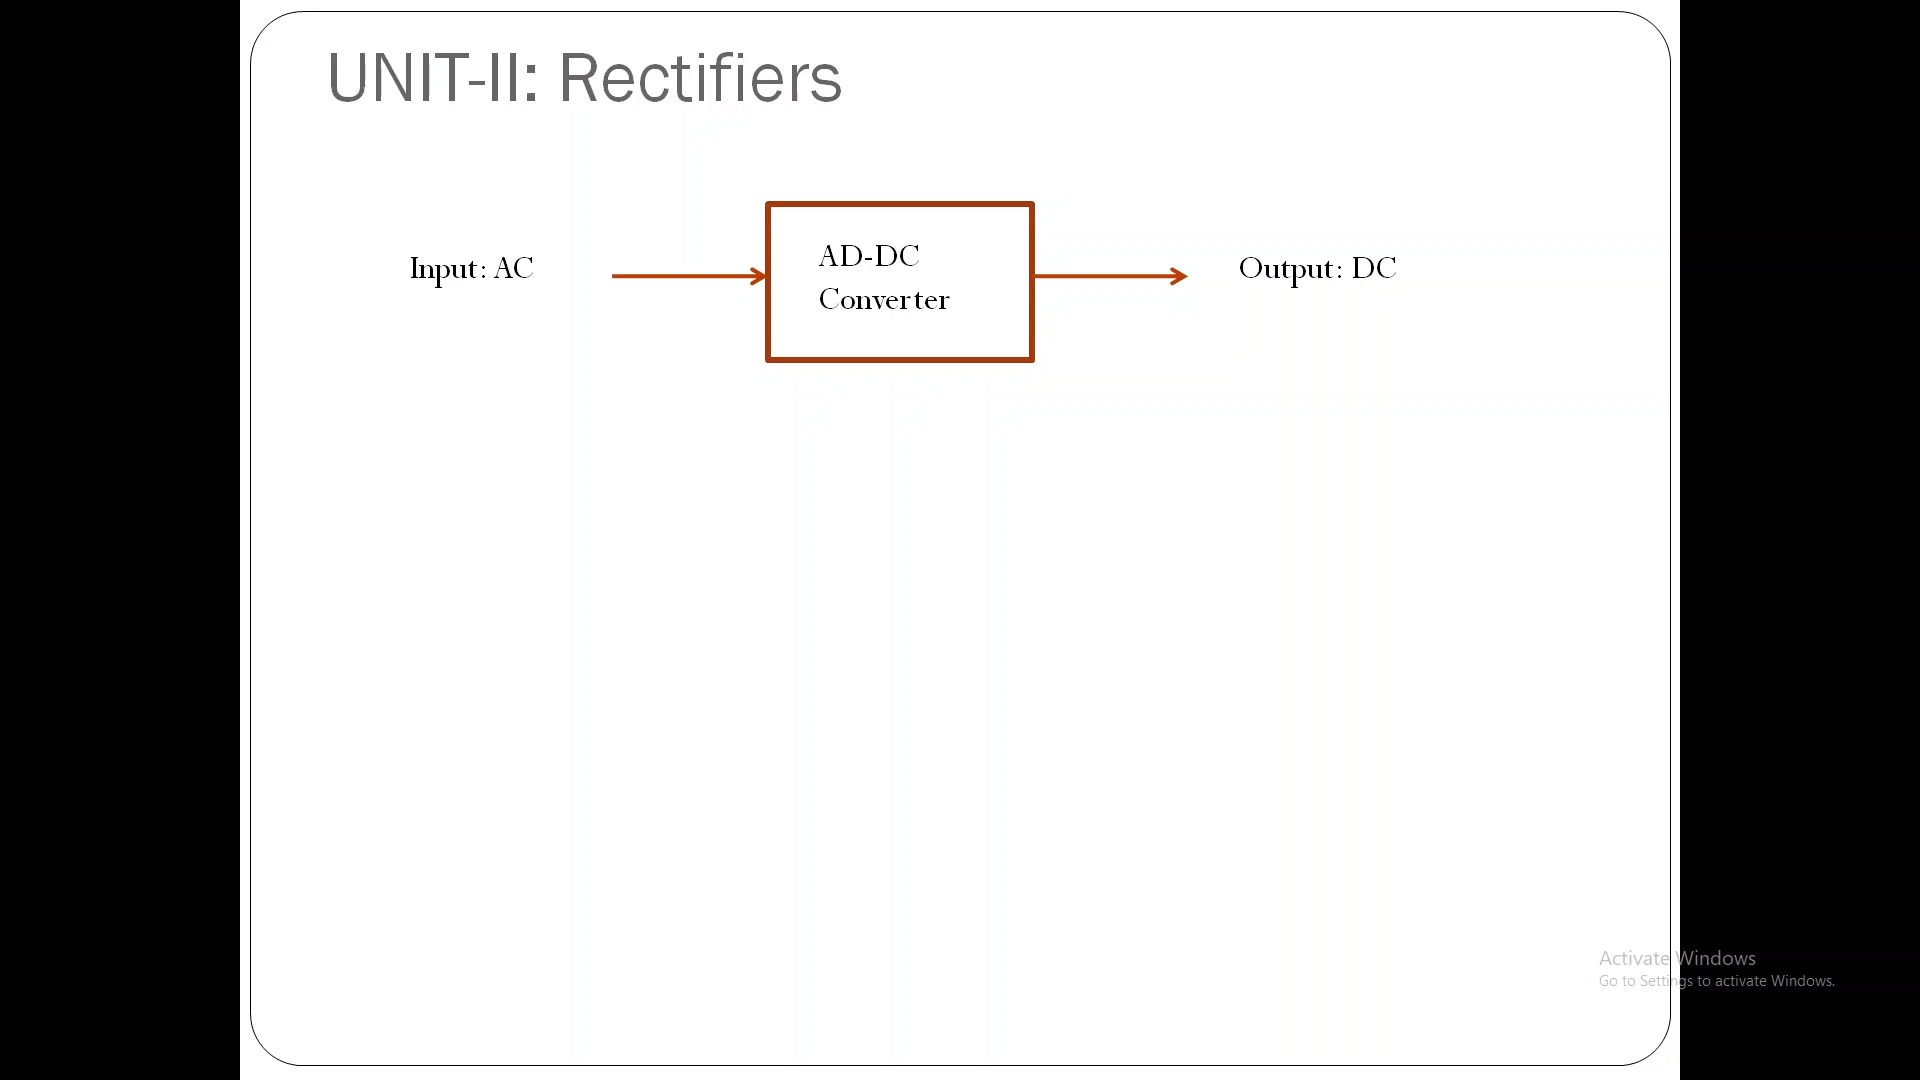 UNIT-II: Rectifiers
Input: AC
AD-DC
Converter
Output: DC
Activate Windows
Go to Settings to activate Windows.